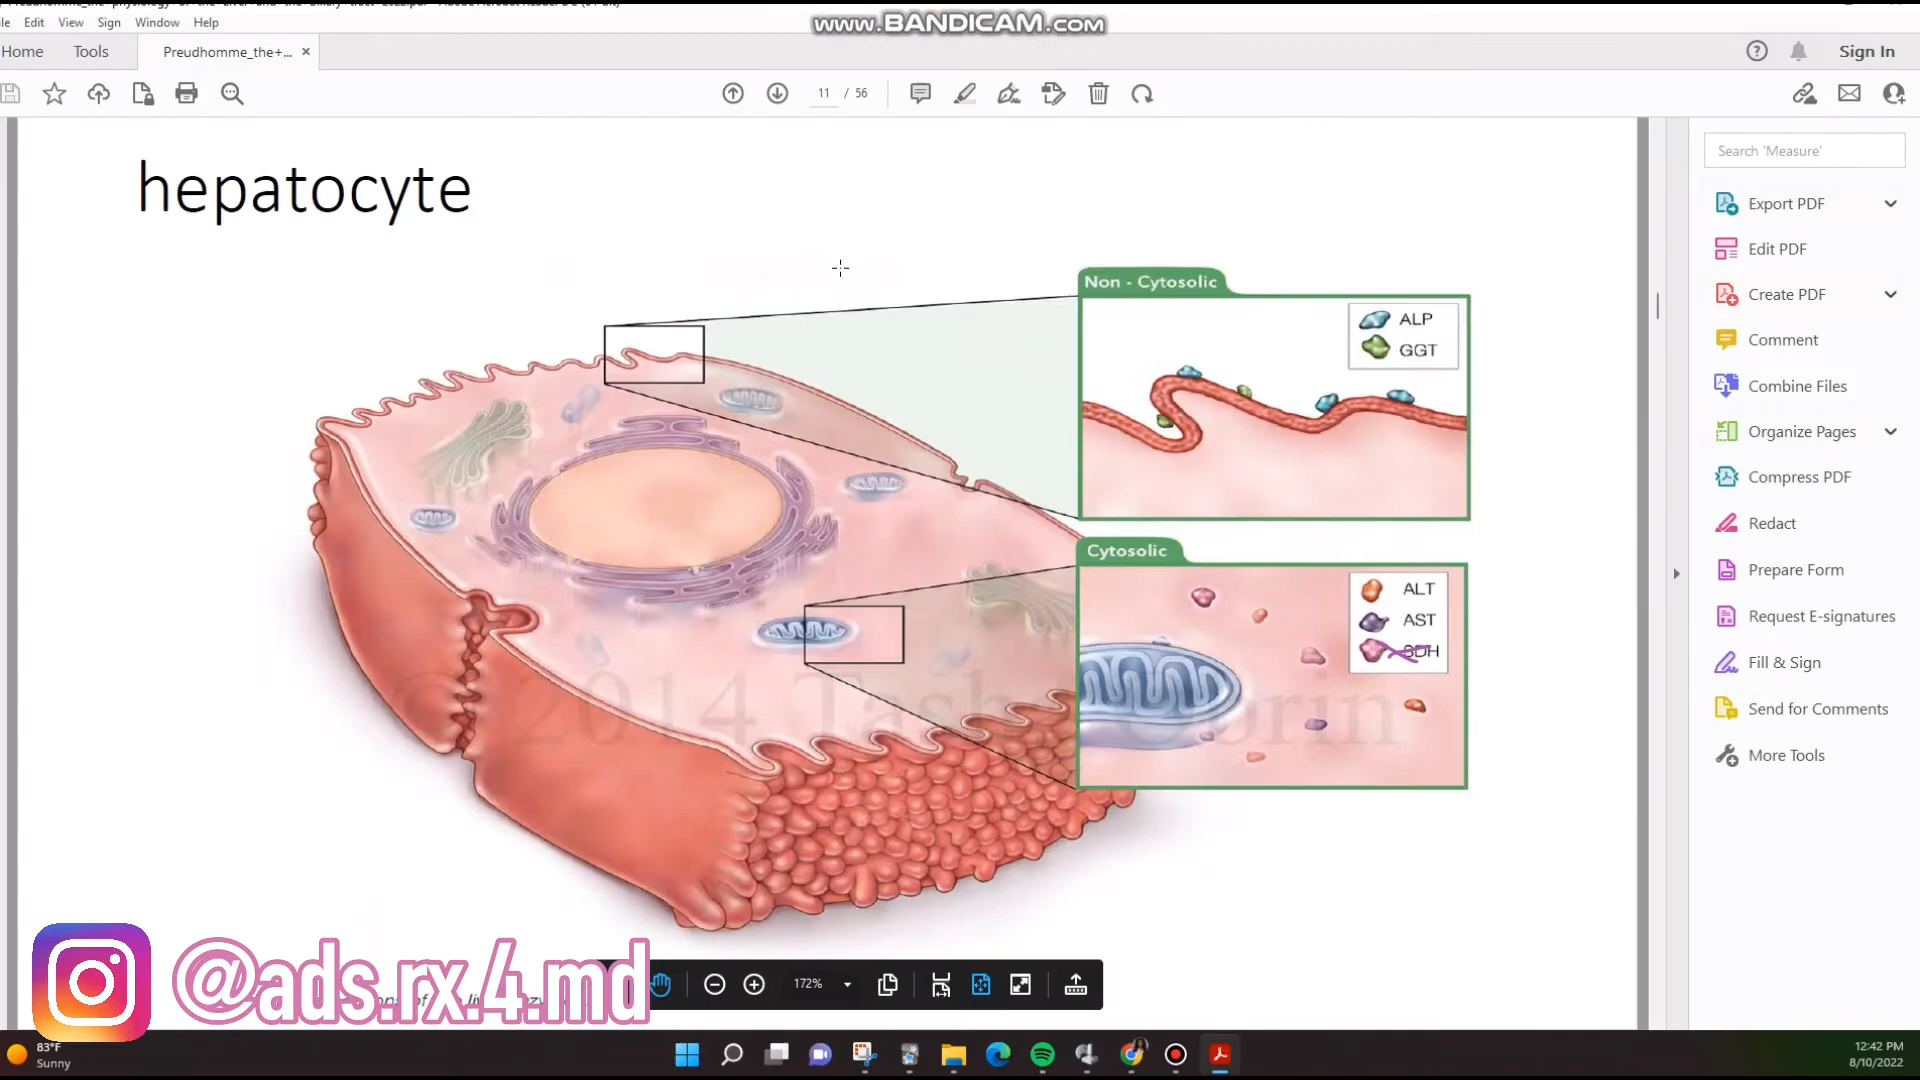 www.BANDICAM.com
Edit View Sign Window Help
Home Tools Preudhomme_the+... × Sign In
11 / 56
Search 'Measure'
hepatocyte
Export PDF
Edit PDF
Create PDF
Comment
Combine Files
Organize Pages
Compress PDF
Redact
Prepare Form
Request E-signatures
Fill & Sign
Send for Comments
More Tools
Non - Cytosolic
ALP
GGT
Cytosolic
ALT
AST
SDH
© 2014
@ads.rx.4.md
172%
83°F
Sunny
12:42 PM
8/10/2022